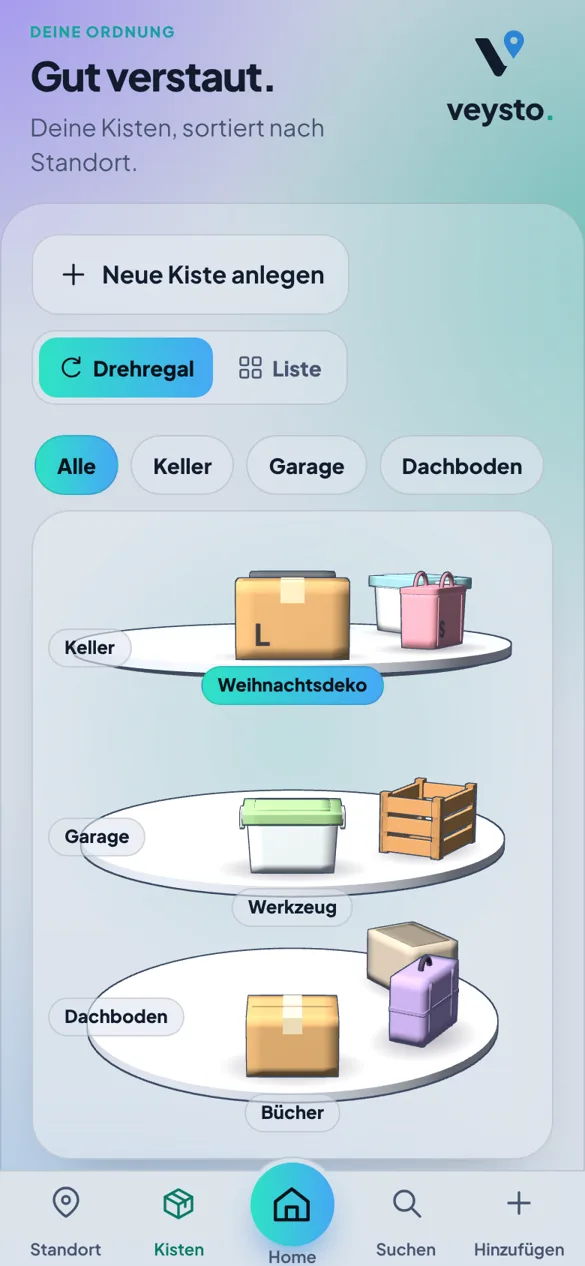 DEINE ORDNUNG
Gut verstaut.
veysto.
Deine Kisten, sortiert nach
Standort.
Neue Kiste anlegen
Drehregal
Liste
Alle
Keller
Garage
Dachboden
L
S
Keller
Weihnachtsdeko
Garage
Werkzeug
Dachboden
Bücher
Standort
Kisten
Home
Suchen
Hinzufügen